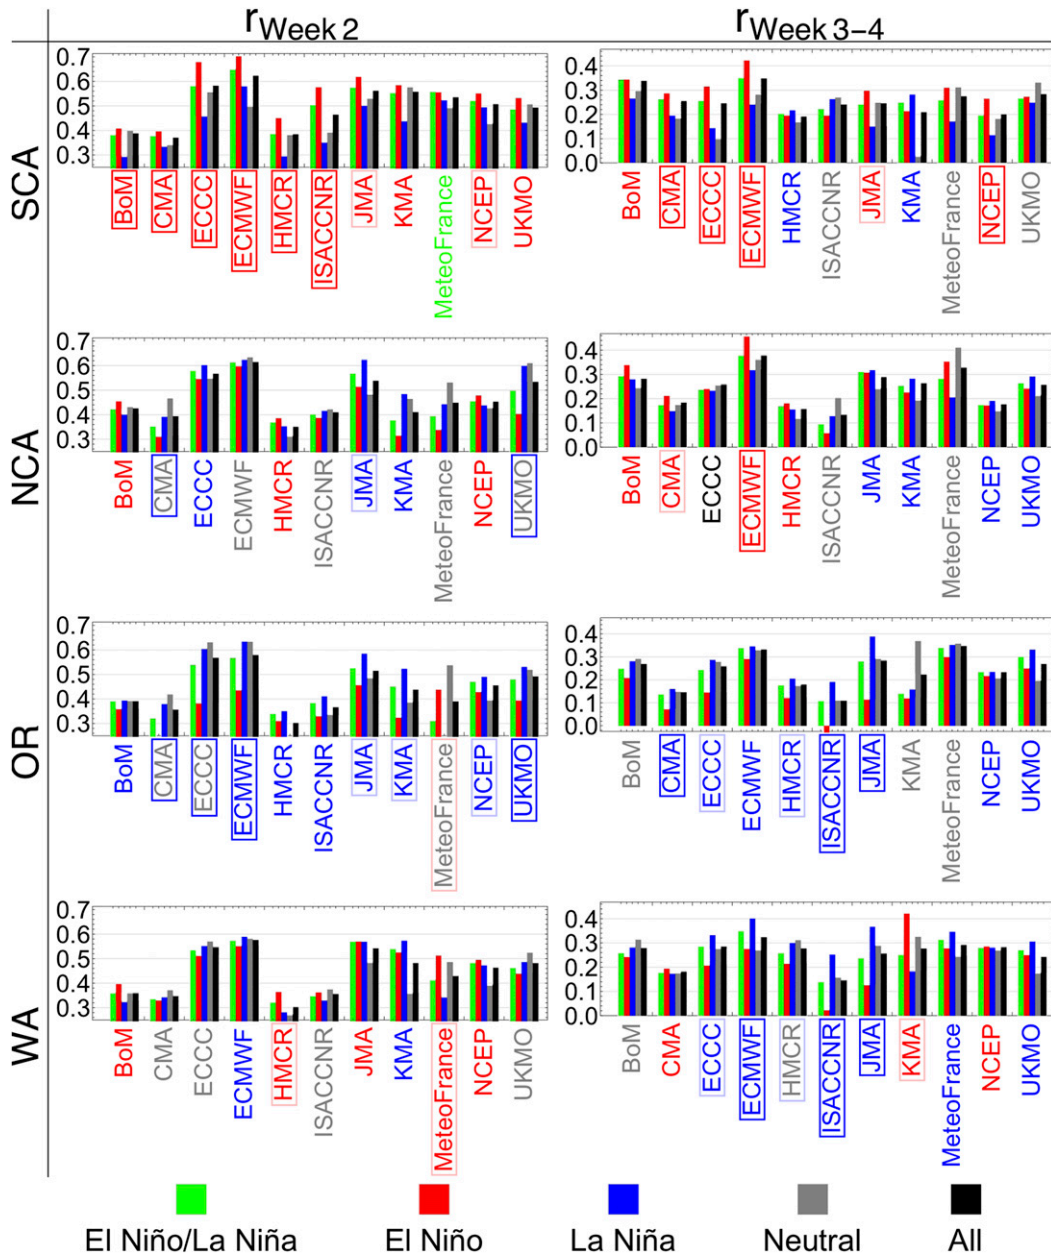 rWeek 2 rWeek 3–4
SCA
0.7
0.6
0.5
0.4
0.3
BoM CMA ECCC ECMWF HMCR ISACCNR JMA KMA MeteoFrance NCEP UKMO
0.4
0.3
0.2
0.1
0.0
BoM CMA ECCC ECMWF HMCR ISACCNR JMA KMA MeteoFrance NCEP UKMO
NCA
0.7
0.6
0.5
0.4
0.3
BoM CMA ECCC ECMWF HMCR ISACCNR JMA KMA MeteoFrance NCEP UKMO
0.4
0.3
0.2
0.1
0.0
BoM CMA ECCC ECMWF HMCR ISACCNR JMA KMA MeteoFrance NCEP UKMO
OR
0.7
0.6
0.5
0.4
0.3
BoM CMA ECCC ECMWF HMCR ISACCNR JMA KMA MeteoFrance NCEP UKMO
0.4
0.3
0.2
0.1
0.0
BoM CMA ECCC ECMWF HMCR ISACCNR JMA KMA MeteoFrance NCEP UKMO
WA
0.7
0.6
0.5
0.4
0.3
BoM CMA ECCC ECMWF HMCR ISACCNR JMA KMA MeteoFrance NCEP UKMO
0.4
0.3
0.2
0.1
0.0
BoM CMA ECCC ECMWF HMCR ISACCNR JMA KMA MeteoFrance NCEP UKMO
El Niño/La Niña El Niño La Niña Neutral All